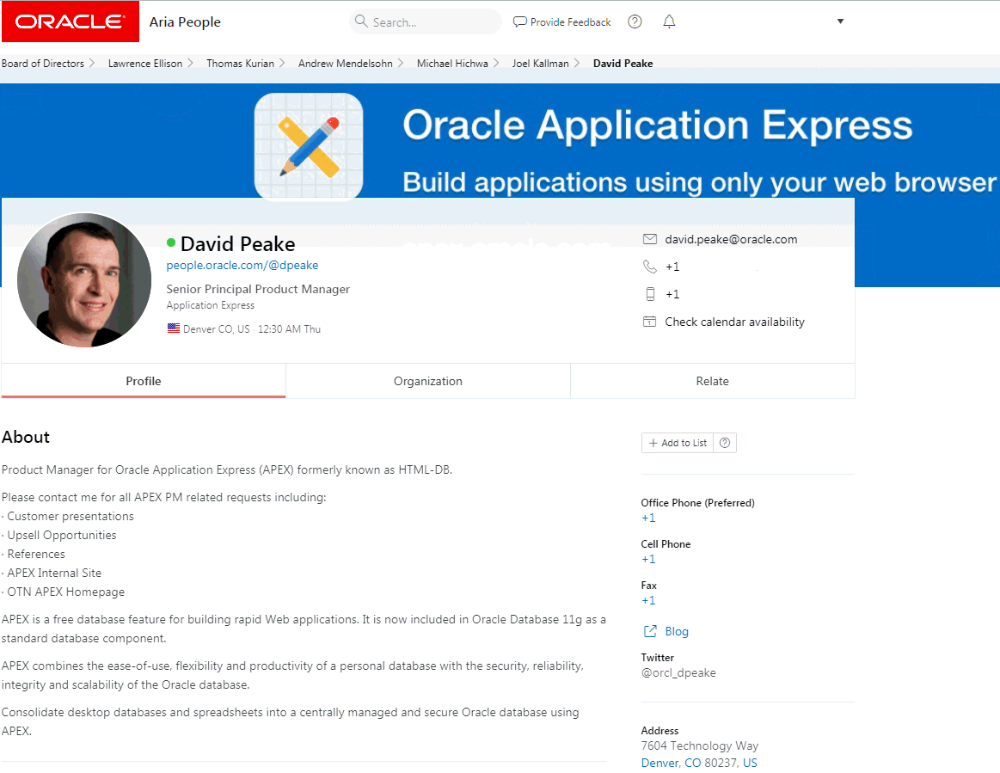 ORACLE Aria People Search... Provide Feedback
Board of Directors Lawrence Ellison Thomas Kurian Andrew Mendelsohn Michael Hichwa Joel Kallman David Peake
Oracle Application Express
Build applications using only your web browser
David Peake
people.oracle.com/@dpeake
Senior Principal Product Manager
Application Express
Denver CO, US · 12:30 AM Thu
david.peake@oracle.com
+1
+1
Check calendar availability
Profile Organization Relate
About
Product Manager for Oracle Application Express (APEX) formerly known as HTML-DB.
Please contact me for all APEX PM related requests including:
· Customer presentations
· Upsell Opportunities
· References
· APEX Internal Site
· OTN APEX Homepage
APEX is a free database feature for building rapid Web applications. It is now included in Oracle Database 11g as a
standard database component.
APEX combines the ease-of-use, flexibility and productivity of a personal database with the security, reliability,
integrity and scalability of the Oracle database.
Consolidate desktop databases and spreadsheets into a centrally managed and secure Oracle database using
APEX.
+ Add to List
Office Phone (Preferred)
+1
Cell Phone
+1
Fax
+1
Blog
Twitter
@orcl_dpeake
Address
7604 Technology Way
Denver, CO 80237, US